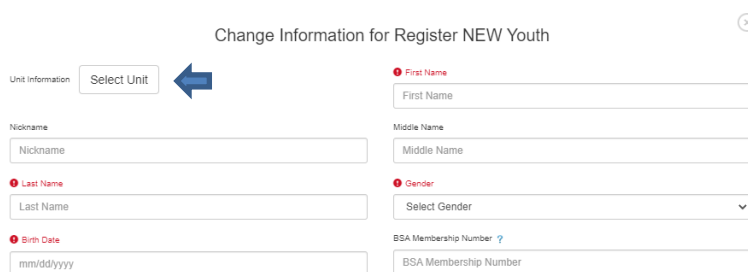 Change Information for Register NEW Youth
Unit Information Select Unit
First Name
First Name
Nickname
Middle Name
Nickname
Middle Name
Last Name
Gender
Last Name
Select Gender
Birth Date
BSA Membership Number ?
mm/dd/yyyy
BSA Membership Number